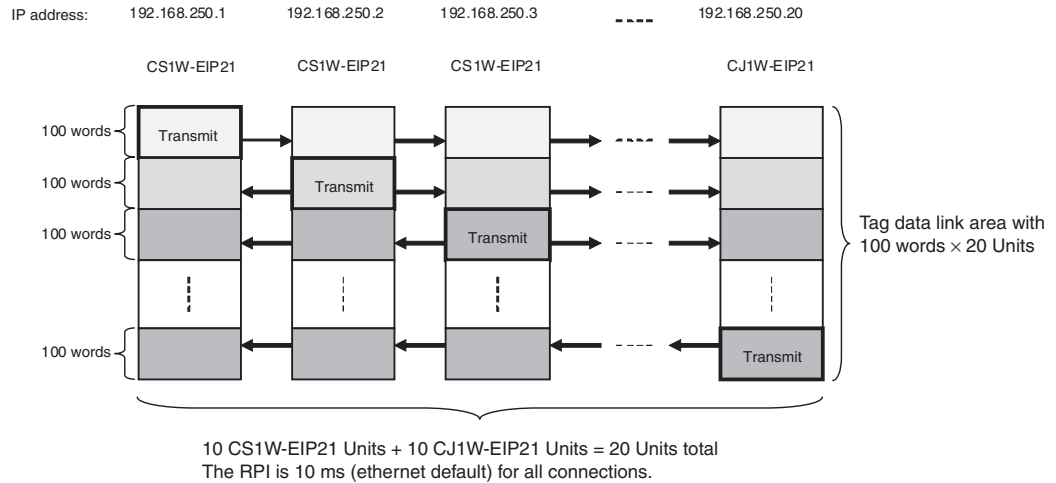 IP address: 192.168.250.1 192.168.250.2 192.168.250.3 192.168.250.20
CS1W-EIP21 CS1W-EIP21 CS1W-EIP21 CJ1W-EIP21
100 words Transmit
100 words Transmit
100 words Transmit
Tag data link area with
100 words × 20 Units
100 words Transmit
10 CS1W-EIP21 Units + 10 CJ1W-EIP21 Units = 20 Units total
The RPI is 10 ms (ethernet default) for all connections.